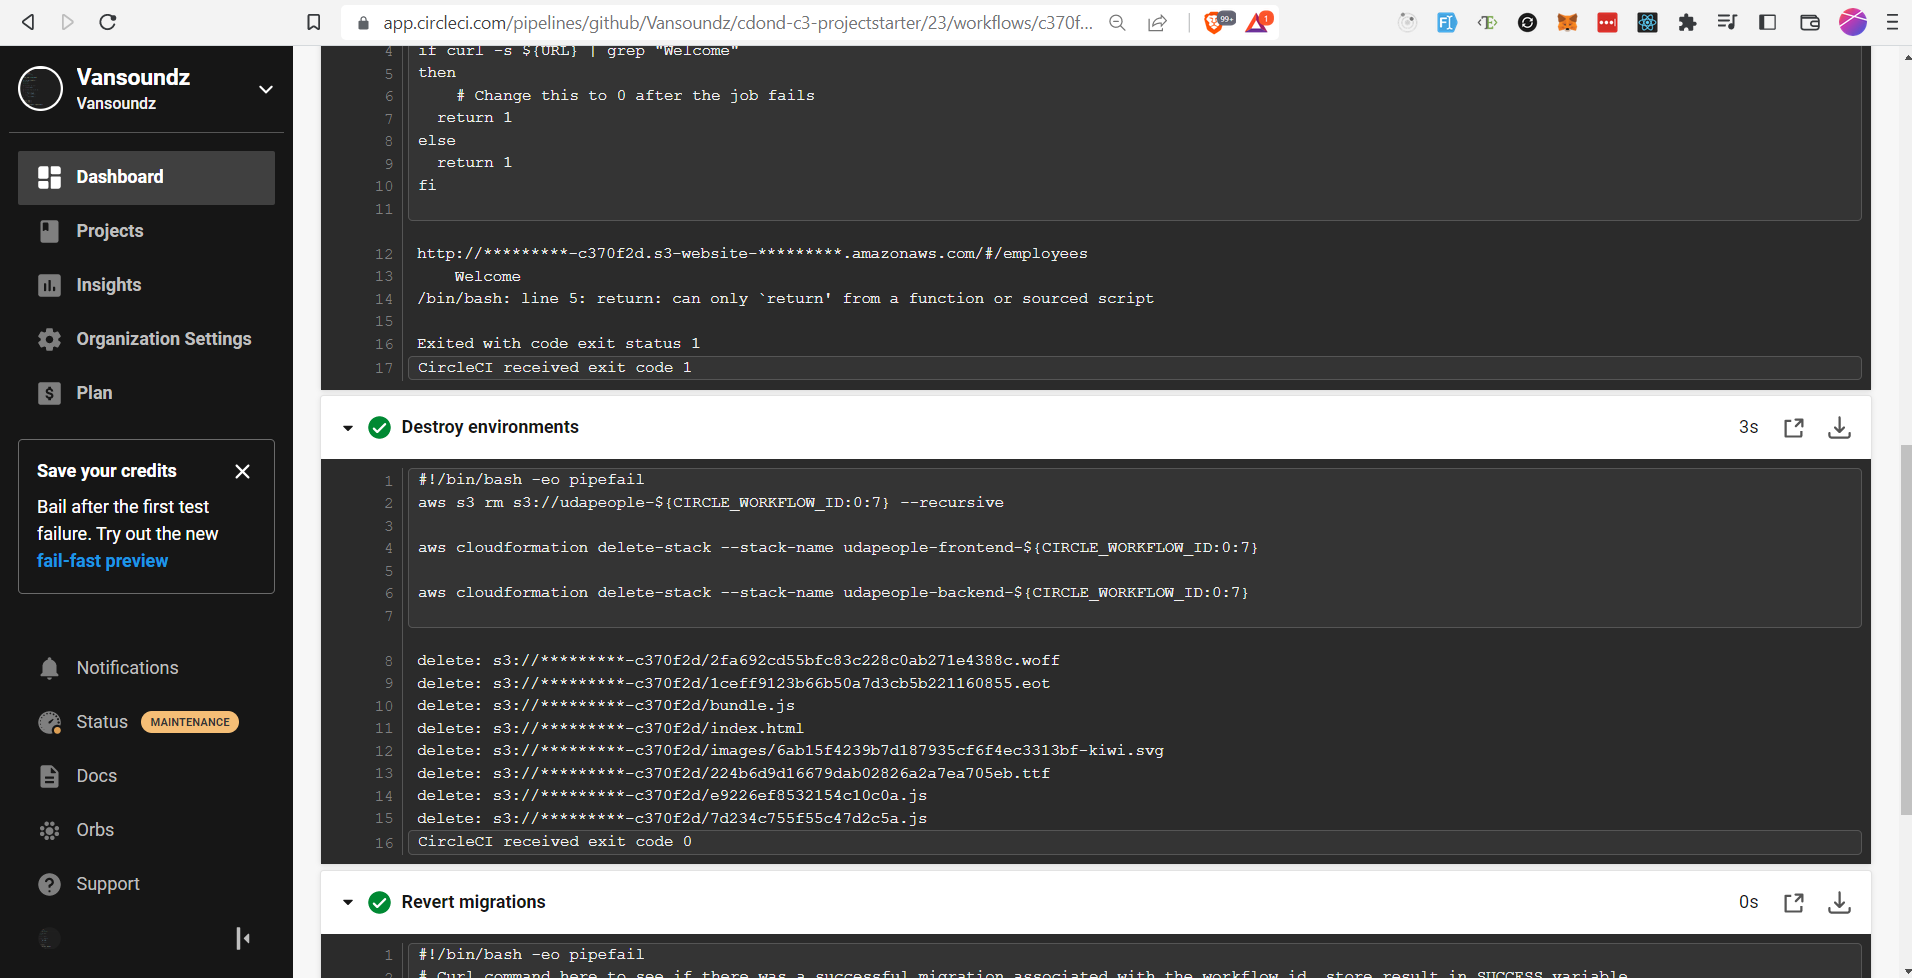 app.circleci.com/pipelines/github/Vansoundz/cdond-c3-projectstarter/23/workflows/c370f...
99+
1
Vansoundz
Vansoundz
Dashboard
Projects
Insights
Organization Settings
Plan
Save your credits
Bail after the first test
failure. Try out the new
fail-fast preview
Notifications
Status MAINTENANCE
Docs
Orbs
Support
4 if curl -s ${URL} | grep "Welcome"
5 then
6 # Change this to 0 after the job fails
7 return 1
8 else
9 return 1
10 fi
11
12 http://*********-c370f2d.s3-website-*********.amazonaws.com/#/employees
13 Welcome
14 /bin/bash: line 5: return: can only `return' from a function or sourced script
15
16 Exited with code exit status 1
17 CircleCI received exit code 1
Destroy environments 3s
1 #!/bin/bash -eo pipefail
2 aws s3 rm s3://udapeople-${CIRCLE_WORKFLOW_ID:0:7} --recursive
3
4 aws cloudformation delete-stack --stack-name udapeople-frontend-${CIRCLE_WORKFLOW_ID:0:7}
5
6 aws cloudformation delete-stack --stack-name udapeople-backend-${CIRCLE_WORKFLOW_ID:0:7}
7
8 delete: s3://*********-c370f2d/2fa692cd55bfc83c228c0ab271e4388c.woff
9 delete: s3://*********-c370f2d/1ceff9123b66b50a7d3cb5b221160855.eot
10 delete: s3://*********-c370f2d/bundle.js
11 delete: s3://*********-c370f2d/index.html
12 delete: s3://*********-c370f2d/images/6ab15f4239b7d187935cf6f4ec3313bf-kiwi.svg
13 delete: s3://*********-c370f2d/224b6d9d16679dab02826a2a7ea705eb.ttf
14 delete: s3://*********-c370f2d/e9226ef8532154c10c0a.js
15 delete: s3://*********-c370f2d/7d234c755f55c47d2c5a.js
16 CircleCI received exit code 0
Revert migrations 0s
1 #!/bin/bash -eo pipefail
2 # Curl command here to see if there was a successful migration associated with the workflow id, store result in SUCCESS variable